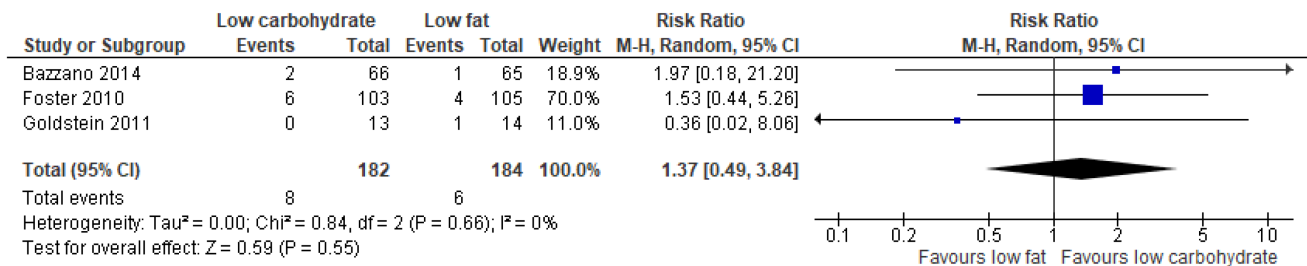 Low carbohydrate Low fat Risk Ratio Risk Ratio
Study or Subgroup Events Total Events Total Weight M-H, Random, 95% CI M-H, Random, 95% CI
Bazzano 2014 2 66 1 65 18.9% 1.97 [0.18, 21.20]
Foster 2010 6 103 4 105 70.0% 1.53 [0.44, 5.26]
Goldstein 2011 0 13 1 14 11.0% 0.36 [0.02, 8.06]
Total (95% CI) 182 184 100.0% 1.37 [0.49, 3.84]
Total events 8 6
Heterogeneity: Tau² = 0.00; Chi² = 0.84, df = 2 (P = 0.66); I² = 0%
Test for overall effect: Z = 0.59 (P = 0.55)
0.1 0.2 0.5 1 2 5 10
Favours low fat Favours low carbohydrate